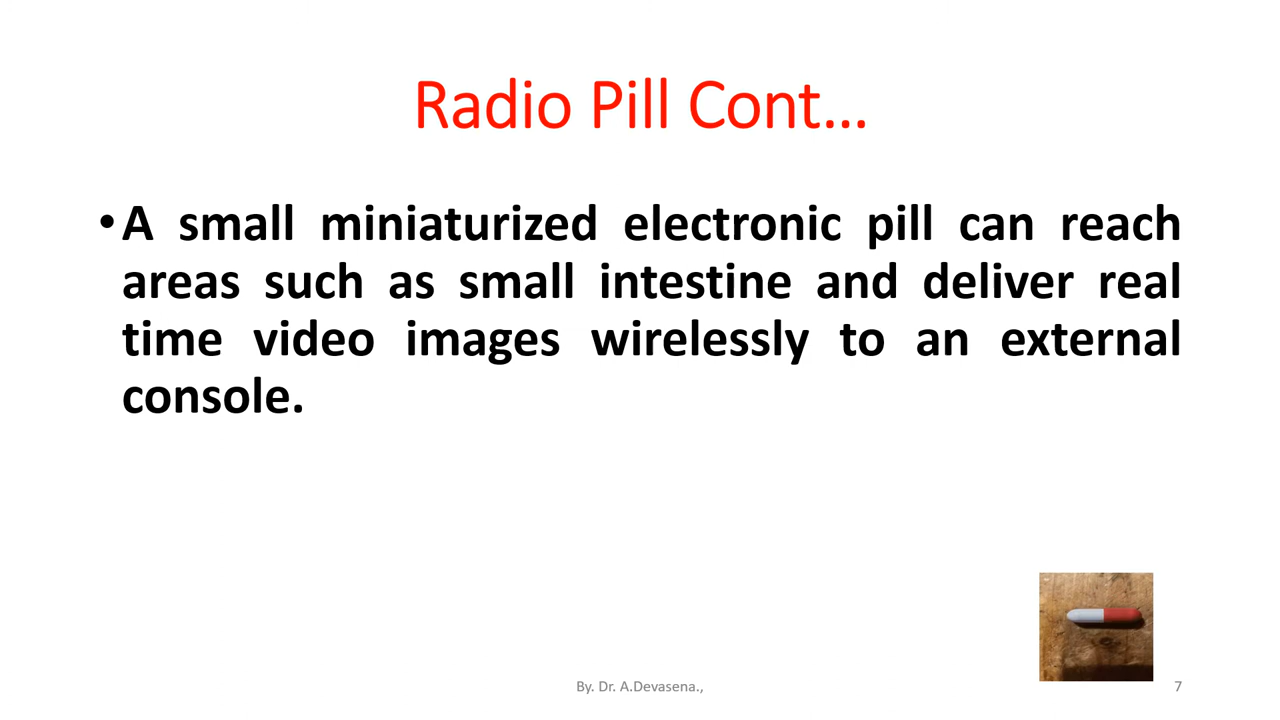 Radio Pill Cont...
•A small miniaturized electronic pill can reach
areas such as small intestine and deliver real
time video images wirelessly to an external
console.
By. Dr. A.Devasena.,
7